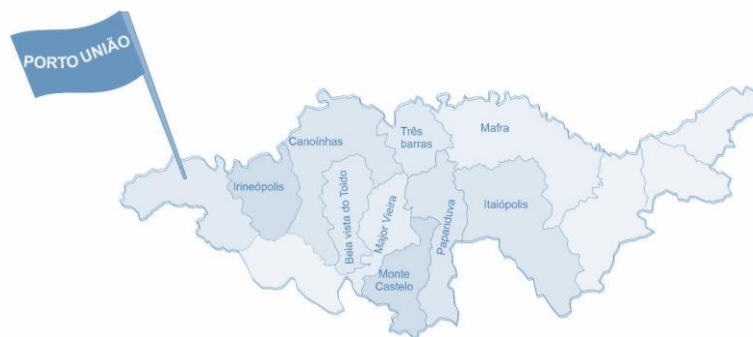 PORTO UNIÃO
Canoínhas
Três
barras
Mafra
Irineópolis
Bela vista do Toldo
Major Vieira
Papanduva
Itaiópolis
Monte
Castelo